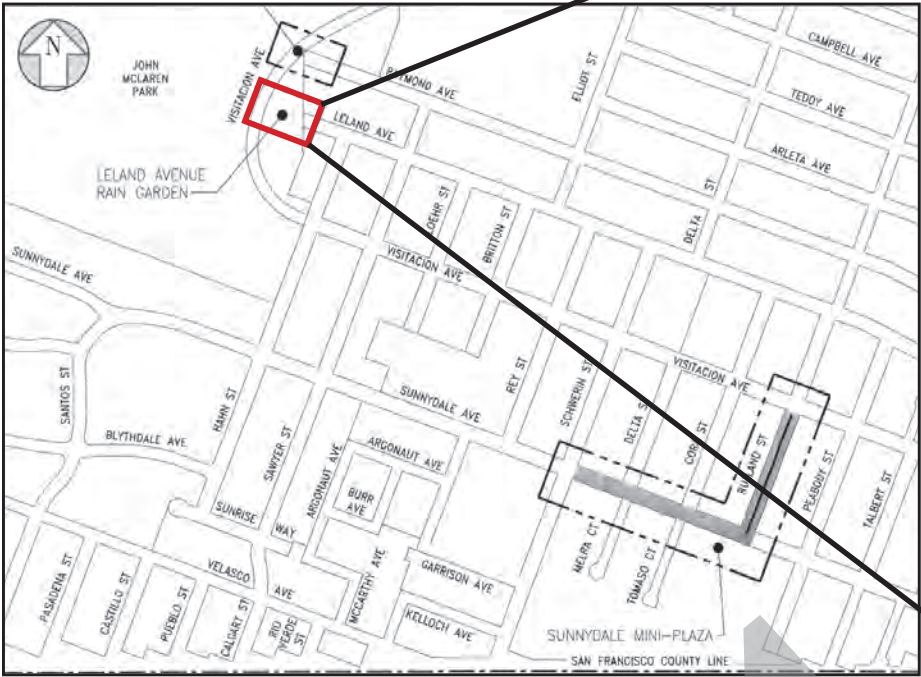 N
JOHN
MCLAREN
PARK
VISITACION AVE
RAYMOND AVE
LELAND AVE
ELLIOT ST
CAMPBELL AVE
TEDDY AVE
ARLETA AVE
LELAND AVENUE
RAIN GARDEN
LOEHR ST
BRITTON ST
DELTA ST
VISITACION AVE
SUNNYDALE AVE
SANTOS ST
HAHN ST
BLYTHDALE AVE
SAWYER ST
SUNNYDALE AVE
REY ST
SCHWERIN ST
VISITACION AVE
DELTA ST
CORA ST
RUTLAND ST
PEABODY ST
TALBERT ST
ARGONAUT AVE
ARGONAUT AVE
BURR
AVE
SUNRISE
WAY
VELASCO
AVE
MCCARTHY AVE
GARRISON AVE
KELLOCH AVE
PASADENA ST
CASTILLO ST
PUEBLO ST
CALGART ST
RIO
VERDE
ST
MELRA CT
TOMASO CT
SUNNYDALE MINI-PLAZA
SAN FRANCISCO COUNTY LINE